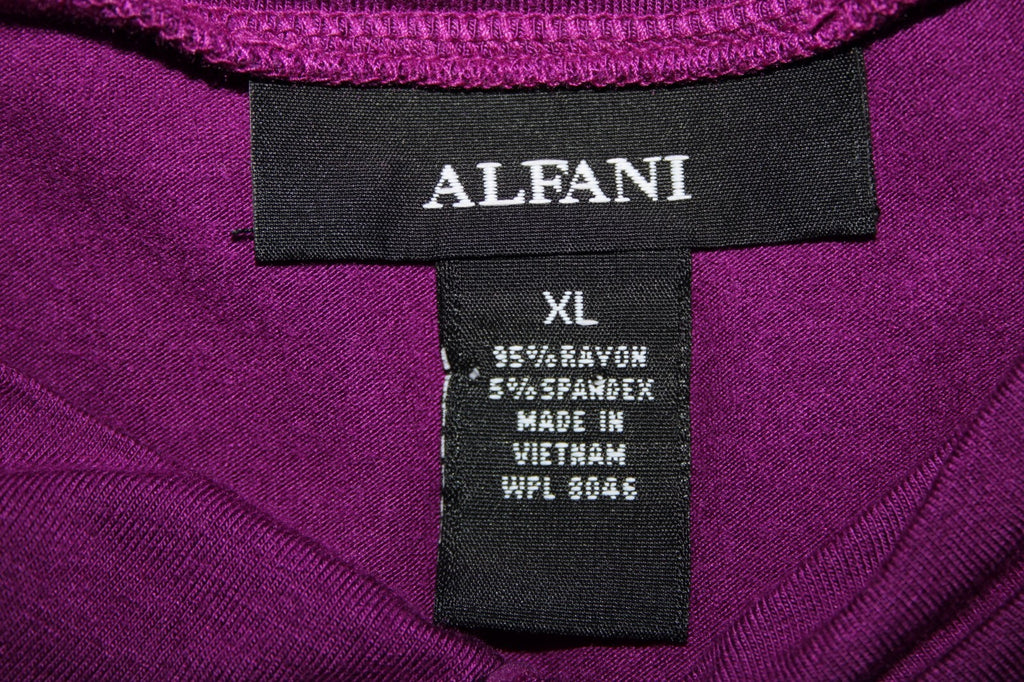 ALFANI
XL
95% RAYON
5% SPANDEX
MADE IN
VIETNAM
WPL 8046